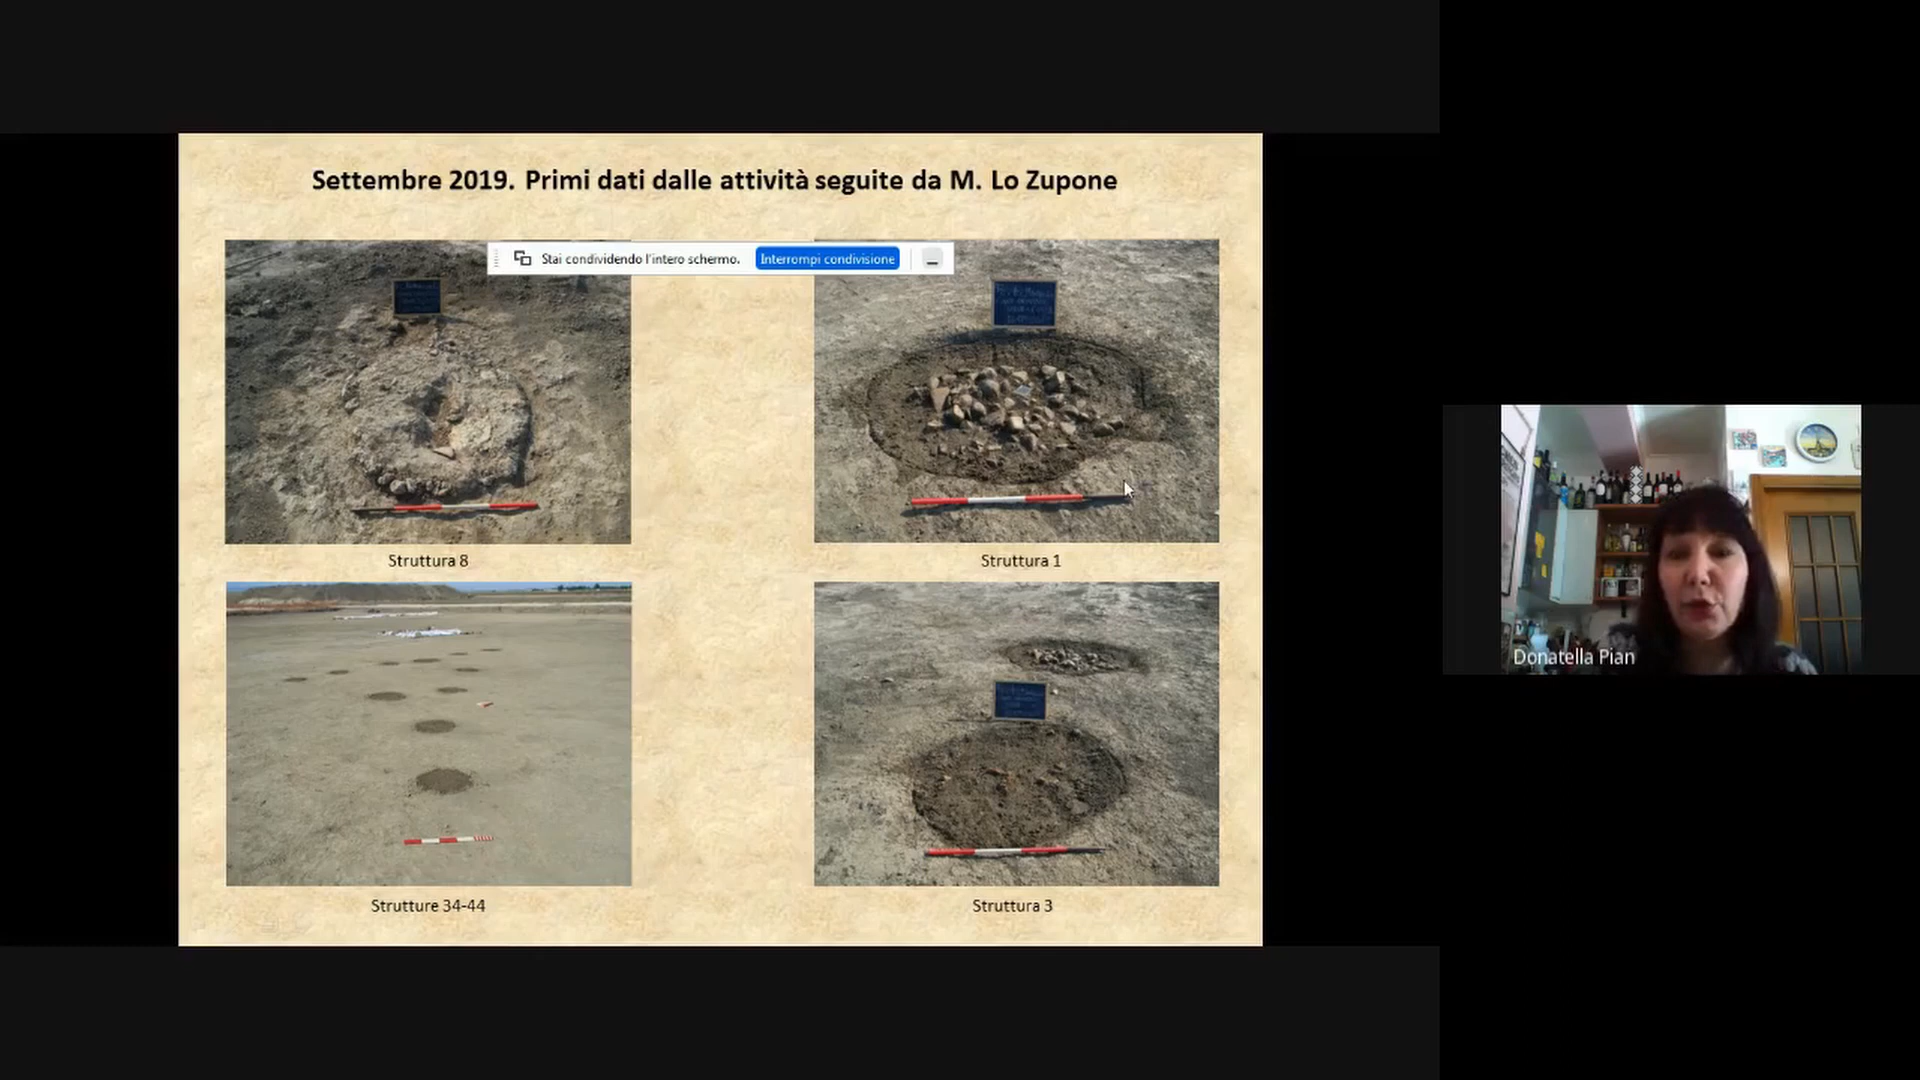 Settembre 2019. Primi dati dalle attività seguite da M. Lo Zupone
Stai condividendo l'intero schermo. Interrompi condivisione
Struttura 8
Struttura 1
Strutture 34-44
Struttura 3
Donatella Pian